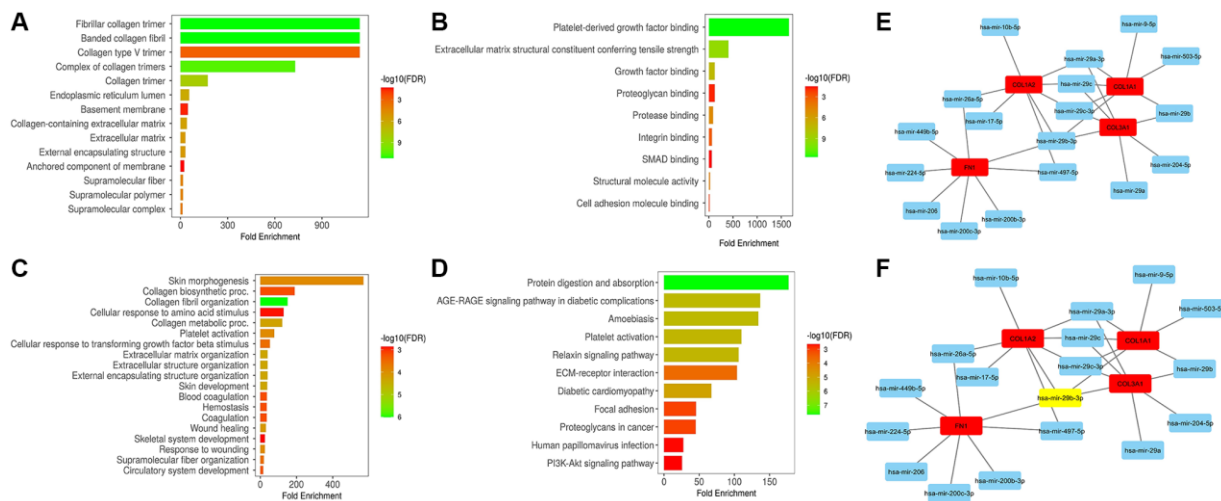 A
Fibrillar collagen trimer
Banded collagen fibril
Collagen type V trimer
Complex of collagen trimers
Collagen trimer
Endoplasmic reticulum lumen
Basement membrane
Collagen-containing extracellular matrix
Extracellular matrix
External encapsulating structure
Anchored component of membrane
Supramolecular fiber
Supramolecular polymer
Supramolecular complex
0 300 600 900
Fold Enrichment
-log10(FDR)
3
6
9
B
Platelet-derived growth factor binding
Extracellular matrix structural constituent conferring tensile strength
Growth factor binding
Proteoglycan binding
Protease binding
Integrin binding
SMAD binding
Structural molecule activity
Cell adhesion molecule binding
0 500 1000 1500
Fold Enrichment
-log10(FDR)
3
6
9
E
hsa-mir-9-5p
hsa-mir-10b-5p
hsa-mir-29a-3p
hsa-mir-503-5p
hsa-mir-29c
COL1A2
COL1A1
hsa-mir-26a-5p
hsa-mir-29c-3p
hsa-mir-29b
hsa-mir-17-5p
COL3A1
hsa-mir-449b-5p
hsa-mir-29b-3p
hsa-mir-204-5p
FN1
hsa-mir-497-5p
hsa-mir-224-5p
hsa-mir-29a
hsa-mir-206
hsa-mir-200b-3p
hsa-mir-200c-3p
C
Skin morphogenesis
Collagen biosynthetic proc.
Collagen fibril organization
Cellular response to amino acid stimulus
Collagen metabolic proc.
Platelet activation
Cellular response to transforming growth factor beta stimulus
Extracellular matrix organization
Extracellular structure organization
External encapsulating structure organization
Skin development
Blood coagulation
Hemostasis
Coagulation
Wound healing
Skeletal system development
Response to wounding
Supramolecular fiber organization
Circulatory system development
0 200 400
Fold Enrichment
-log10(FDR)
3
4
5
6
D
Protein digestion and absorption
AGE-RAGE signaling pathway in diabetic complications
Amoebiasis
Platelet activation
Relaxin signaling pathway
ECM-receptor interaction
Diabetic cardiomyopathy
Focal adhesion
Proteoglycans in cancer
Human papillomavirus infection
PI3K-Akt signaling pathway
0 50 100 150
Fold Enrichment
-log10(FDR)
3
4
5
6
7
F
hsa-mir-9-5p
hsa-mir-10b-5p
hsa-mir-29a-3p
hsa-mir-503-5p
hsa-mir-29c
COL1A2
COL1A1
hsa-mir-26a-5p
hsa-mir-29c-3p
hsa-mir-29b
hsa-mir-17-5p
COL3A1
hsa-mir-29b-3p
hsa-mir-449b-5p
hsa-mir-204-5p
FN1
hsa-mir-497-5p
hsa-mir-224-5p
hsa-mir-29a
hsa-mir-206
hsa-mir-200b-3p
hsa-mir-200c-3p